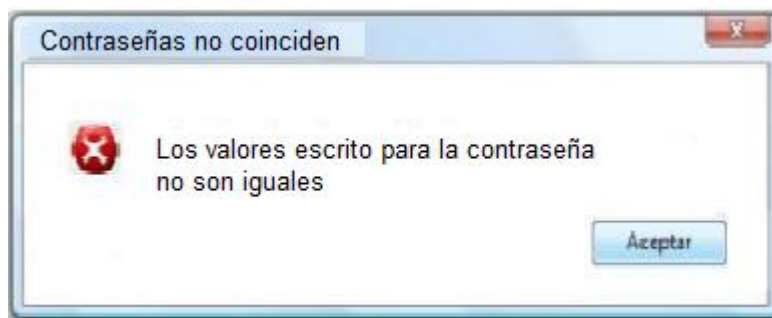 Contraseñas no coinciden
Los valores escrito para la contraseña
no son iguales
Aceptar